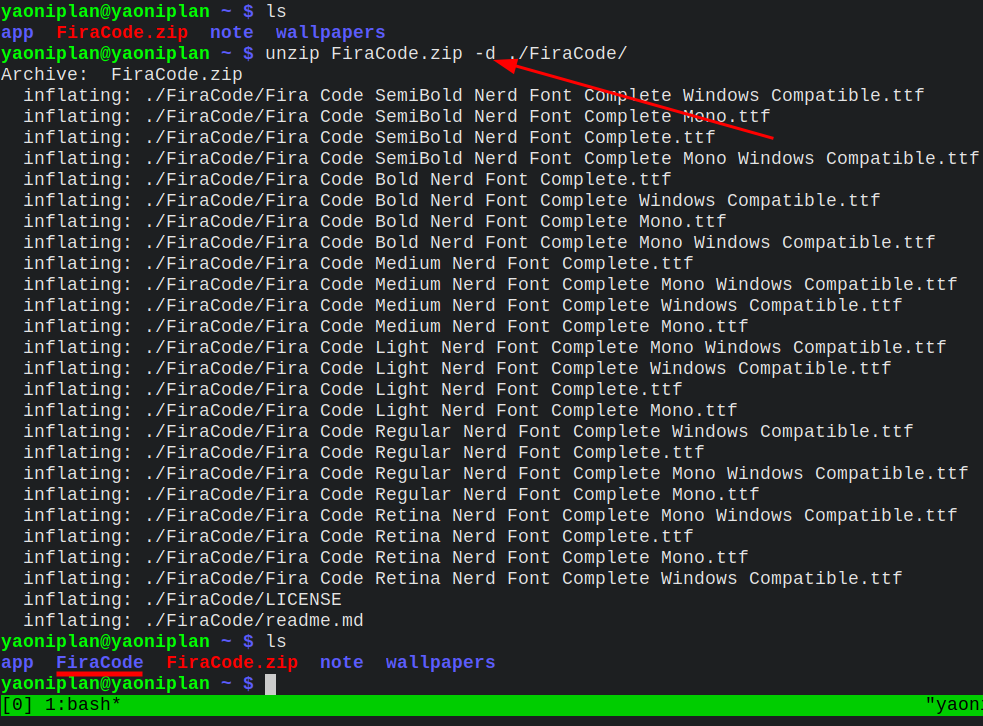 yaoniplan@yaoniplan ~ $ ls
app  FiraCode.zip  note  wallpapers
yaoniplan@yaoniplan ~ $ unzip FiraCode.zip -d ./FiraCode/
Archive:  FiraCode.zip
  inflating: ./FiraCode/Fira Code SemiBold Nerd Font Complete Windows Compatible.ttf
  inflating: ./FiraCode/Fira Code SemiBold Nerd Font Complete Mono.ttf
  inflating: ./FiraCode/Fira Code SemiBold Nerd Font Complete.ttf
  inflating: ./FiraCode/Fira Code SemiBold Nerd Font Complete Mono Windows Compatible.ttf
  inflating: ./FiraCode/Fira Code Bold Nerd Font Complete.ttf
  inflating: ./FiraCode/Fira Code Bold Nerd Font Complete Windows Compatible.ttf
  inflating: ./FiraCode/Fira Code Bold Nerd Font Complete Mono.ttf
  inflating: ./FiraCode/Fira Code Bold Nerd Font Complete Mono Windows Compatible.ttf
  inflating: ./FiraCode/Fira Code Medium Nerd Font Complete.ttf
  inflating: ./FiraCode/Fira Code Medium Nerd Font Complete Mono Windows Compatible.ttf
  inflating: ./FiraCode/Fira Code Medium Nerd Font Complete Windows Compatible.ttf
  inflating: ./FiraCode/Fira Code Medium Nerd Font Complete Mono.ttf
  inflating: ./FiraCode/Fira Code Light Nerd Font Complete Mono Windows Compatible.ttf
  inflating: ./FiraCode/Fira Code Light Nerd Font Complete Windows Compatible.ttf
  inflating: ./FiraCode/Fira Code Light Nerd Font Complete.ttf
  inflating: ./FiraCode/Fira Code Light Nerd Font Complete Mono.ttf
  inflating: ./FiraCode/Fira Code Regular Nerd Font Complete Windows Compatible.ttf
  inflating: ./FiraCode/Fira Code Regular Nerd Font Complete.ttf
  inflating: ./FiraCode/Fira Code Regular Nerd Font Complete Mono Windows Compatible.ttf
  inflating: ./FiraCode/Fira Code Regular Nerd Font Complete Mono.ttf
  inflating: ./FiraCode/Fira Code Retina Nerd Font Complete Mono Windows Compatible.ttf
  inflating: ./FiraCode/Fira Code Retina Nerd Font Complete.ttf
  inflating: ./FiraCode/Fira Code Retina Nerd Font Complete Mono.ttf
  inflating: ./FiraCode/Fira Code Retina Nerd Font Complete Windows Compatible.ttf
  inflating: ./FiraCode/LICENSE
  inflating: ./FiraCode/readme.md
yaoniplan@yaoniplan ~ $ ls
app  FiraCode  FiraCode.zip  note  wallpapers
yaoniplan@yaoniplan ~ $
[0] 1:bash* "yaoni